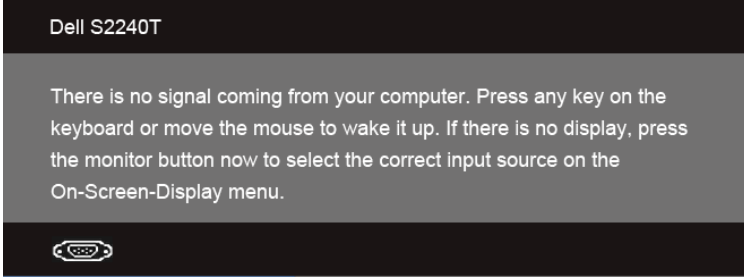 Dell S2240T
There is no signal coming from your computer. Press any key on the
keyboard or move the mouse to wake it up. If there is no display, press
the monitor button now to select the correct input source on the
On-Screen-Display menu.